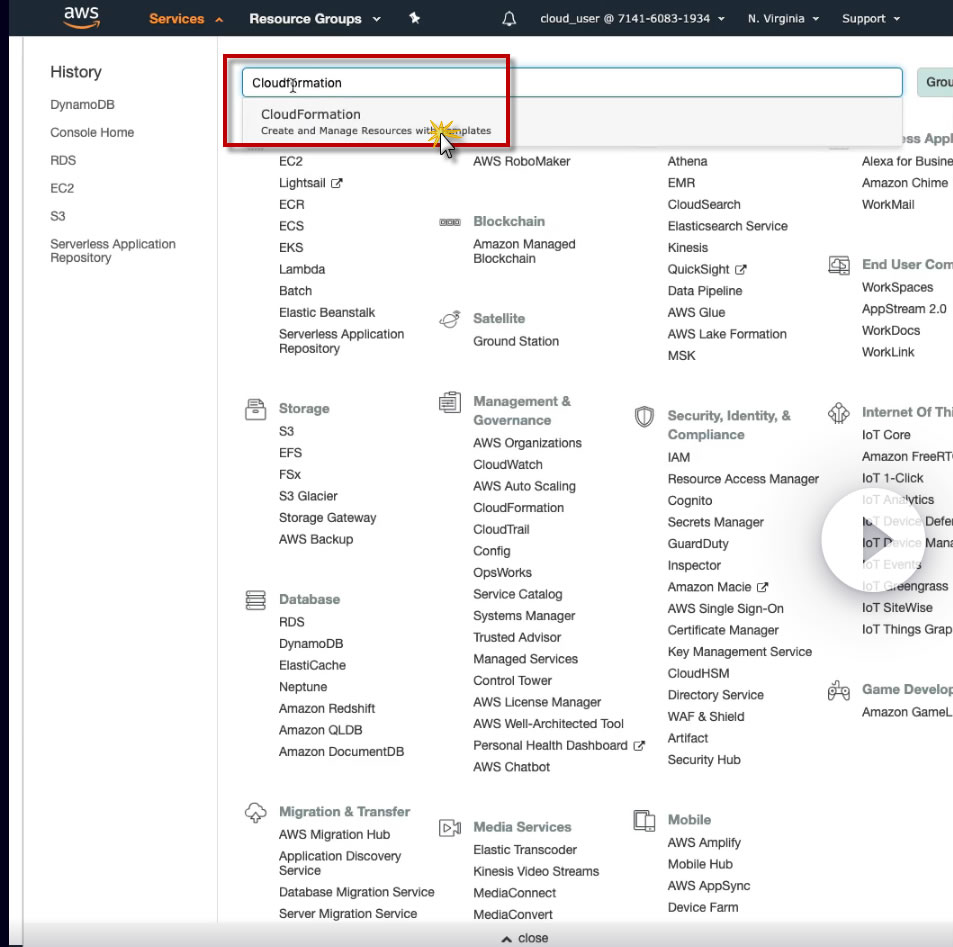 aws Services Resource Groups cloud_user @ 7141-6083-1934 N. Virginia Support
History
DynamoDB
Console Home
RDS
EC2
S3
Serverless Application
Repository
Cloudformation
CloudFormation
Create and Manage Resources with Templates
EC2
Lightsail
ECR
ECS
EKS
Lambda
Batch
Elastic Beanstalk
Serverless Application
Repository
Storage
S3
EFS
FSx
S3 Glacier
Storage Gateway
AWS Backup
Database
RDS
DynamoDB
ElastiCache
Neptune
Amazon Redshift
Amazon QLDB
Amazon DocumentDB
Migration & Transfer
AWS Migration Hub
Application Discovery
Service
Database Migration Service
Server Migration Service
AWS RoboMaker
Blockchain
Amazon Managed
Blockchain
Satellite
Ground Station
Management &
Governance
AWS Organizations
CloudWatch
AWS Auto Scaling
CloudFormation
CloudTrail
Config
OpsWorks
Service Catalog
Systems Manager
Trusted Advisor
Managed Services
Control Tower
AWS License Manager
AWS Well-Architected Tool
Personal Health Dashboard
AWS Chatbot
Media Services
Elastic Transcoder
Kinesis Video Streams
MediaConnect
MediaConvert
Athena
EMR
CloudSearch
Elasticsearch Service
Kinesis
QuickSight
Data Pipeline
AWS Glue
AWS Lake Formation
MSK
Security, Identity, &
Compliance
IAM
Resource Access Manager
Cognito
Secrets Manager
GuardDuty
Inspector
Amazon Macie
AWS Single Sign-On
Certificate Manager
Key Management Service
CloudHSM
Directory Service
WAF & Shield
Artifact
Security Hub
Mobile
AWS Amplify
Mobile Hub
AWS AppSync
Device Farm
Grou
ess Appl
Alexa for Busine
Amazon Chime
WorkMail
End User Com
WorkSpaces
AppStream 2.0
WorkDocs
WorkLink
Internet Of Thi
IoT Core
Amazon FreeRT
IoT 1-Click
IoT Analytics
IoT Device Defen
IoT Device Mana
IoT Events
IoT Greengrass
IoT SiteWise
IoT Things Grap
Game Develop
Amazon GameL
close